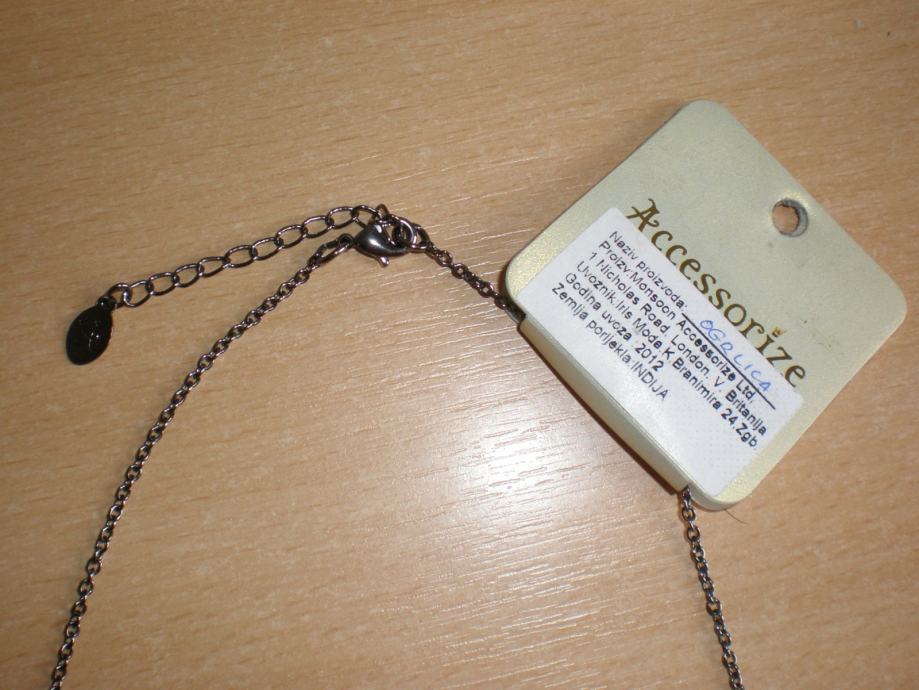 Accessorize
Naziv proizvoda: OGRLICA
Proizv.Monsoon Accessorize Ltd,
1 Nicholas Road, London, V. Britanija
Uvoznik.Iris Moda,K Branimira 24,Zgb.
Godina uvoza : 2012
Zemlja porijekla:INDIJA